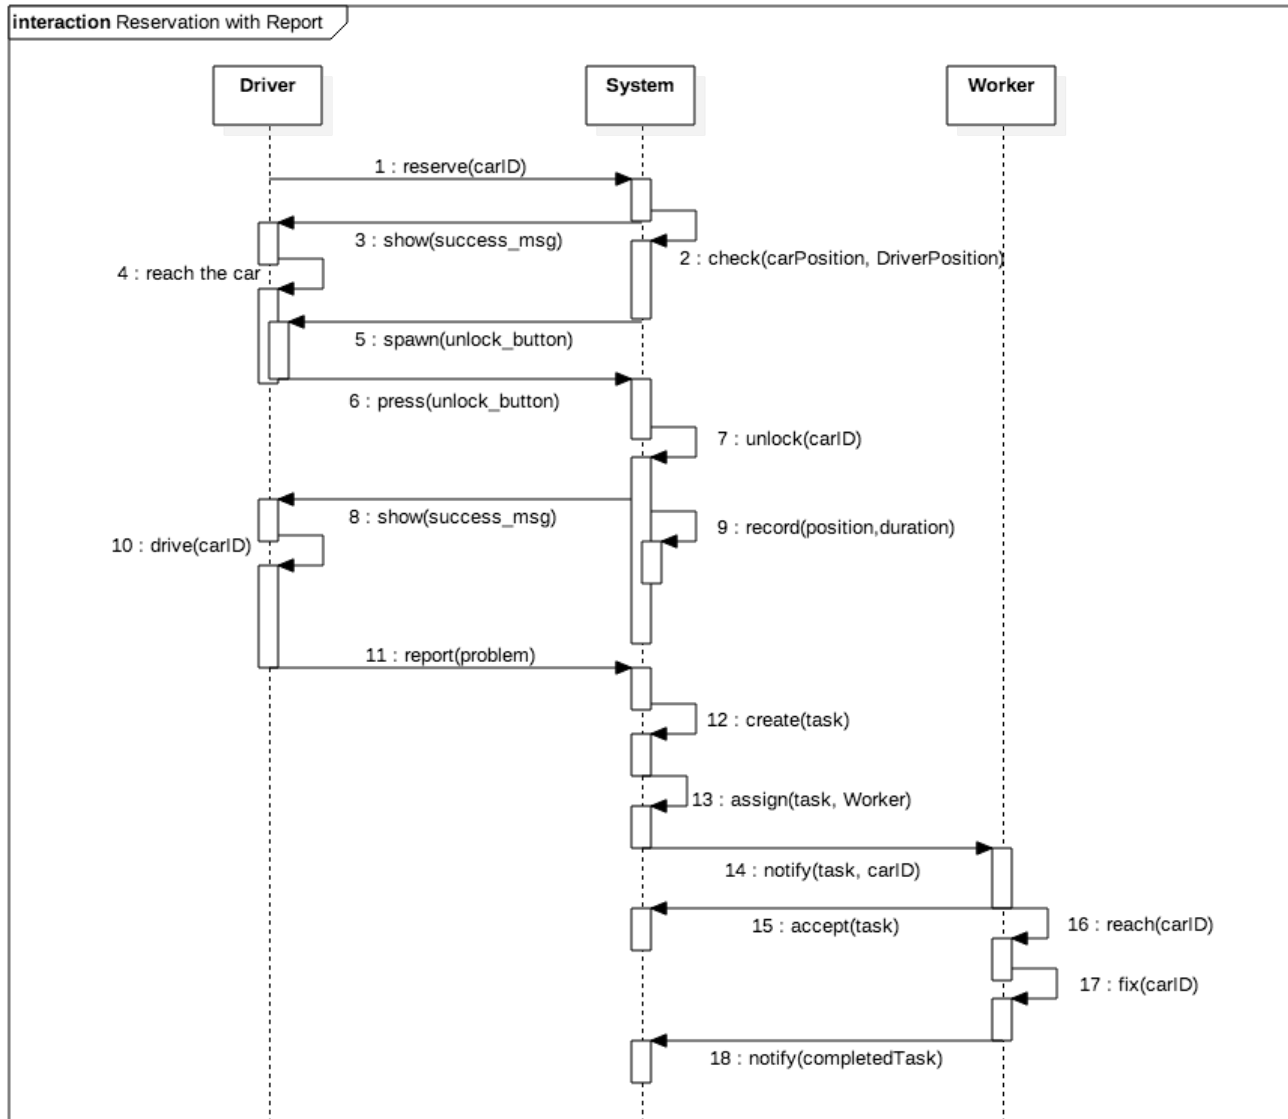 interaction Reservation with Report
Driver
System
Worker
1 : reserve(carID)
3 : show(success_msg)
2 : check(carPosition, DriverPosition)
4 : reach the car
5 : spawn(unlock_button)
6 : press(unlock_button)
7 : unlock(carID)
8 : show(success_msg)
9 : record(position,duration)
10 : drive(carID)
11 : report(problem)
12 : create(task)
13 : assign(task, Worker)
14 : notify(task, carID)
15 : accept(task)
16 : reach(carID)
17 : fix(carID)
18 : notify(completedTask)